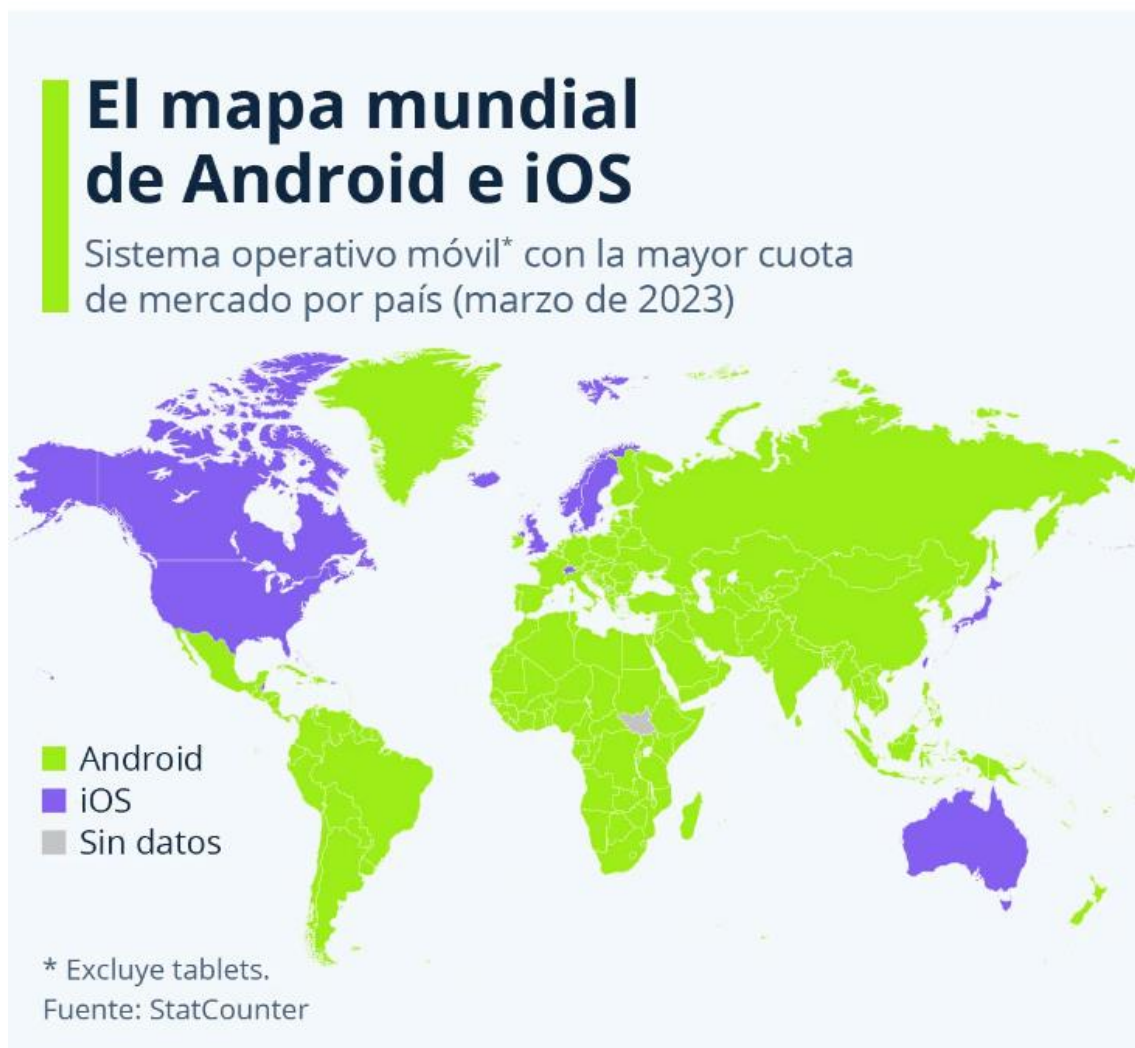 El mapa mundial
de Android e iOS
Sistema operativo móvil* con la mayor cuota
de mercado por país (marzo de 2023)
Android
iOS
Sin datos
* Excluye tablets.
Fuente: StatCounter